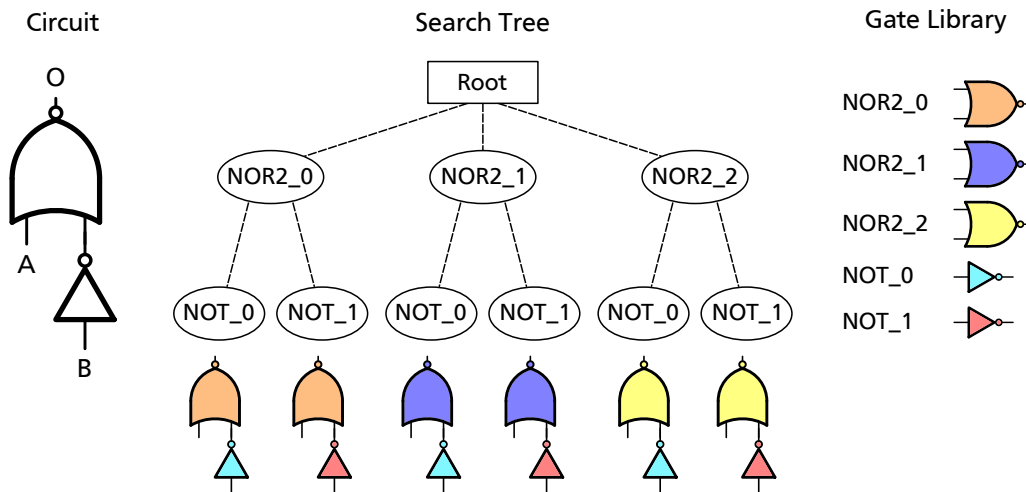 Circuit
O
A
B
Search Tree
Root
NOR2_0
NOR2_1
NOR2_2
NOT_0
NOT_1
NOT_0
NOT_1
NOT_0
NOT_1
Gate Library
NOR2_0
NOR2_1
NOR2_2
NOT_0
NOT_1